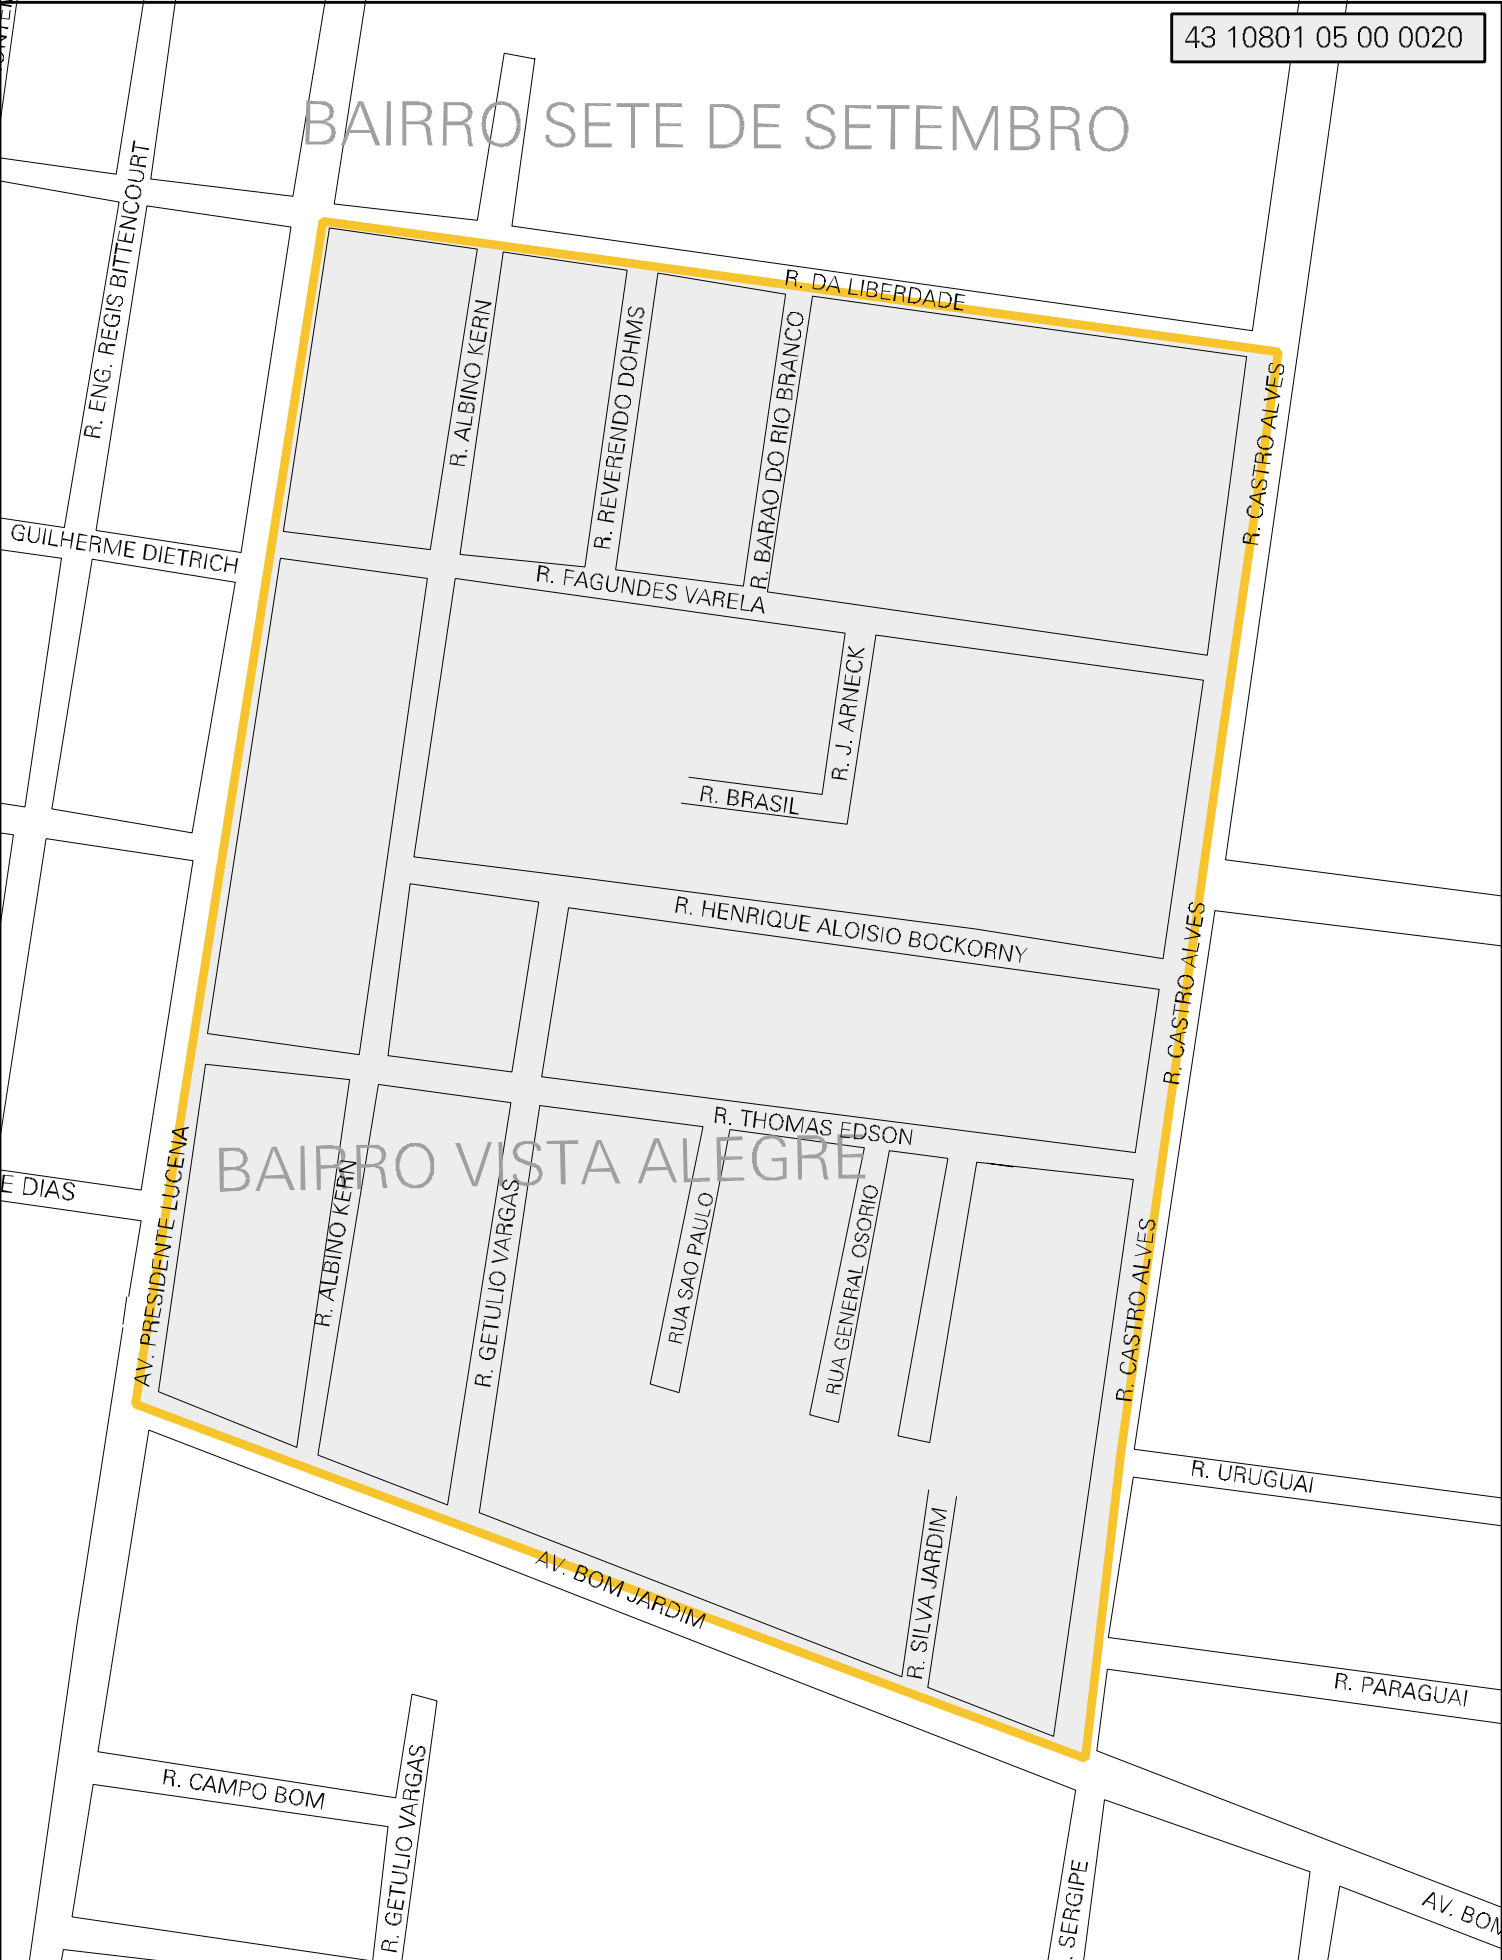 43 10801 05 00 0020
BAIRRO SETE DE SETEMBRO
R. ENG. REGIS BITTENCOURT
R. DA LIBERDADE
R. ALBINO KERN
R. REVERENDO DOHMS
R. BARAO DO RIO BRANCO
R. CASTRO ALVES
GUILHERME DIETRICH
R. FAGUNDES VARELA
R. J. ARNECK
R. BRASIL
R. HENRIQUE ALOISIO BOCKORNY
R. CASTRO ALVES
R. THOMAS EDSON
BAIRRO VISTA ALEGRE
E DIAS
AV. PRESIDENTE LUCENA
R. ALBINO KERN
R. GETULIO VARGAS
RUA SAO PAULO
RUA GENERAL OSORIO
R. CASTRO ALVES
R. URUGUAI
R. SILVA JARDIM
AV. BOM JARDIM
R. PARAGUAI
R. CAMPO BOM
R. GETULIO VARGAS
. SERGIPE
AV. BOM